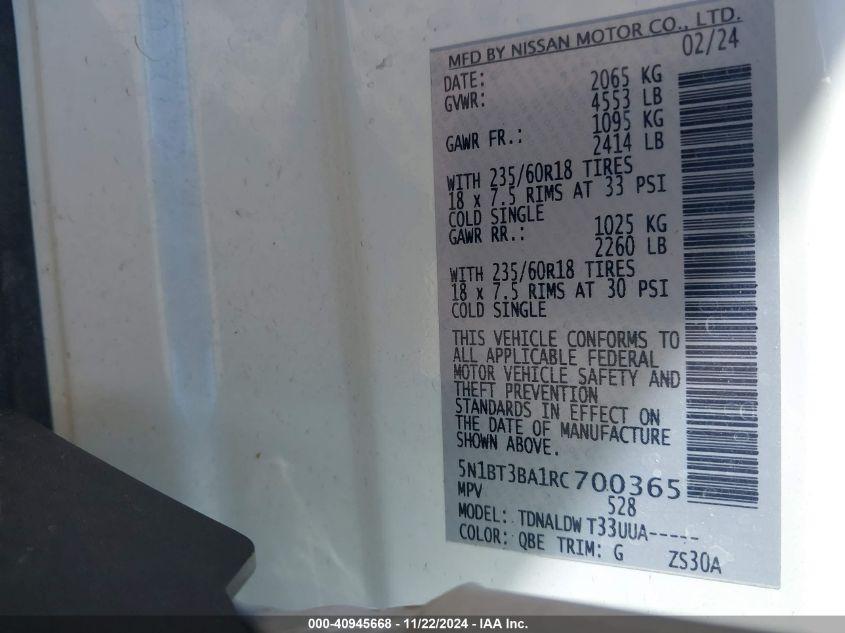 MFD BY NISSAN MOTOR CO., LTD.
DATE: 02/24
GVWR: 2065 KG
4553 LB
GAWR FR.: 1095 KG
2414 LB
WITH 235/60R18 TIRES
18 x 7.5 RIMS AT 33 PSI
COLD SINGLE
GAWR RR.: 1025 KG
2260 LB
WITH 235/60R18 TIRES
18 x 7.5 RIMS AT 30 PSI
COLD SINGLE
THIS VEHICLE CONFORMS TO
ALL APPLICABLE FEDERAL
MOTOR VEHICLE SAFETY AND
THEFT PREVENTION
STANDARDS IN EFFECT ON
THE DATE OF MANUFACTURE
SHOWN ABOVE.
5N1BT3BA1RC700365
MPV 528
MODEL: TDNALDW T33UUA-----
COLOR: QBE TRIM: G ZS30A
000-40945668 - 11/22/2024 - IAA Inc.